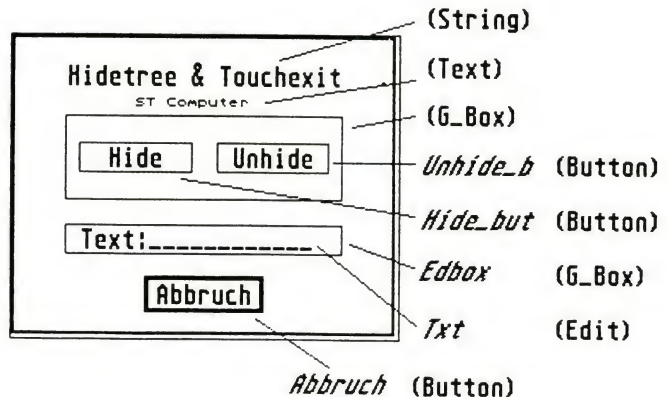 (String)
Hidetree & Touchexit
(Text)
ST Computer
(G_Box)
Hide
Unhide
Unhide_b (Button)
Hide_but (Button)
Text:____________
Edbox (G_Box)
Abbruch
Txt (Edit)
Abbruch (Button)